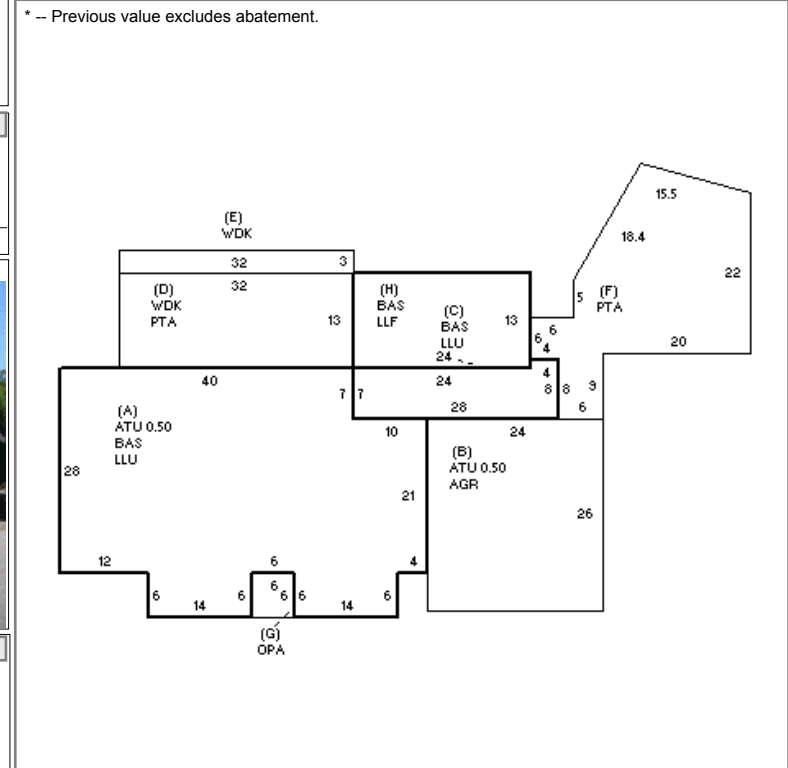 * -- Previous value excludes abatement.
15.5
(E)
WDK
18.4
32
3
22
32
(D)
WDK
PTA
13
(H)
BAS
LLF
(C)
BAS
LLU
13
5
(F)
PTA
6
6
4
20
24
40
7
7
24
4
8
8
9
28
6
(A)
ATU 0.50
BAS
LLU
10
24
(B)
ATU 0.50
AGR
28
21
26
12
6
4
6
14
6
6
6
6
14
6
(G)
OPA